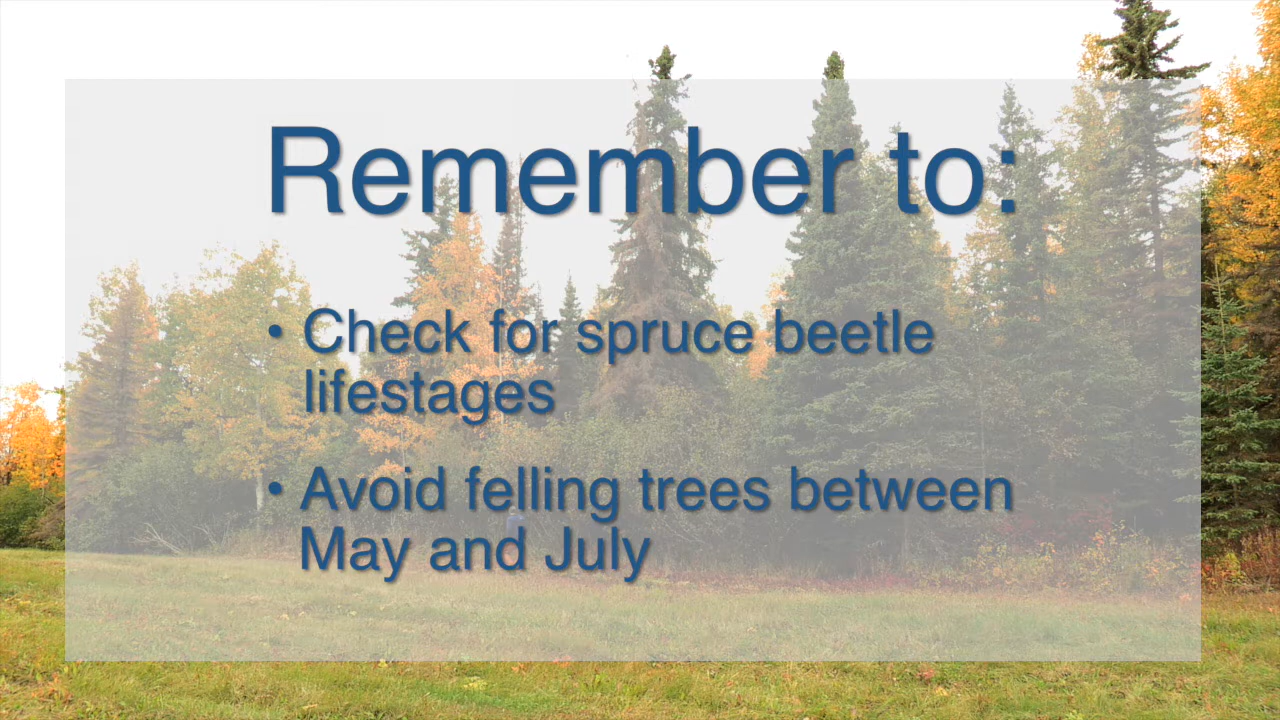 Remember to:
• Check for spruce beetle
lifestages
• Avoid felling trees between
May and July